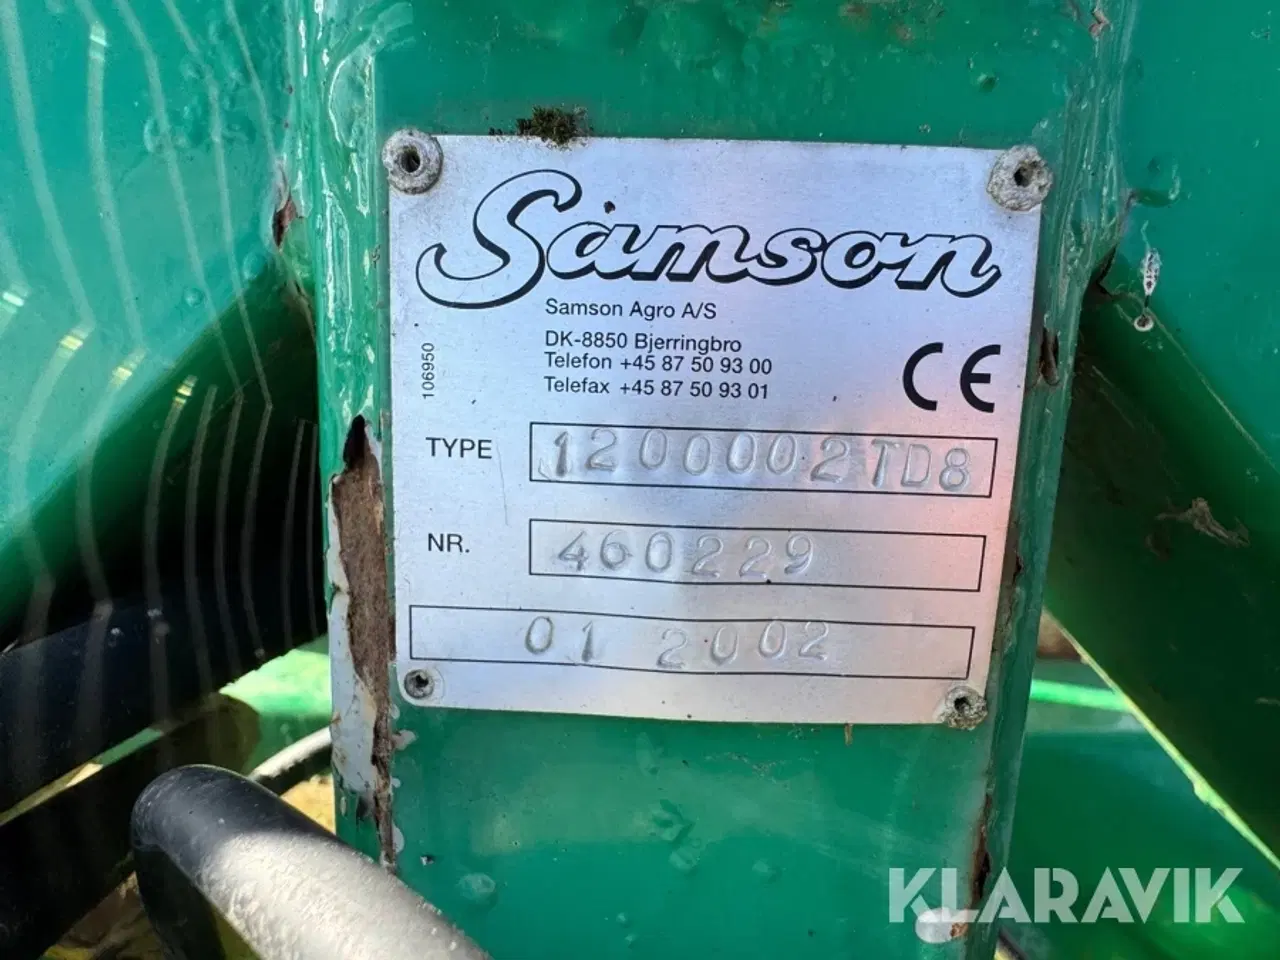 Samson
Samson Agro A/S
DK-8850 Bjerringbro
Telefon +45 87 50 93 00
Telefax +45 87 50 93 01
CE
106950
TYPE 1200002TD8
NR. 460229
01 2002
KLARAVIK